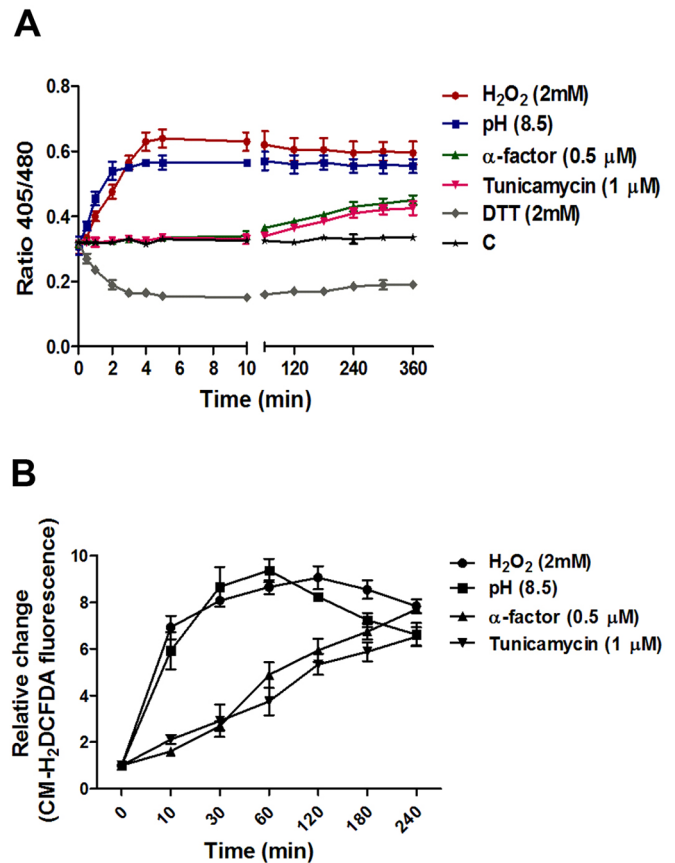 A
Ratio 405/480
0.8
0.6
0.4
0.2
0.0
0 2 4 6 8 10 120 240 360
Time (min)
H₂O₂ (2mM)
pH (8.5)
α-factor (0.5 μM)
Tunicamycin (1 μM)
DTT (2mM)
C
B
Relative change
(CM-H₂DCFDA fluorescence)
10
8
6
4
2
0
0 10 30 60 120 180 240
Time (min)
H₂O₂ (2mM)
pH (8.5)
α-factor (0.5 μM)
Tunicamycin (1 μM)